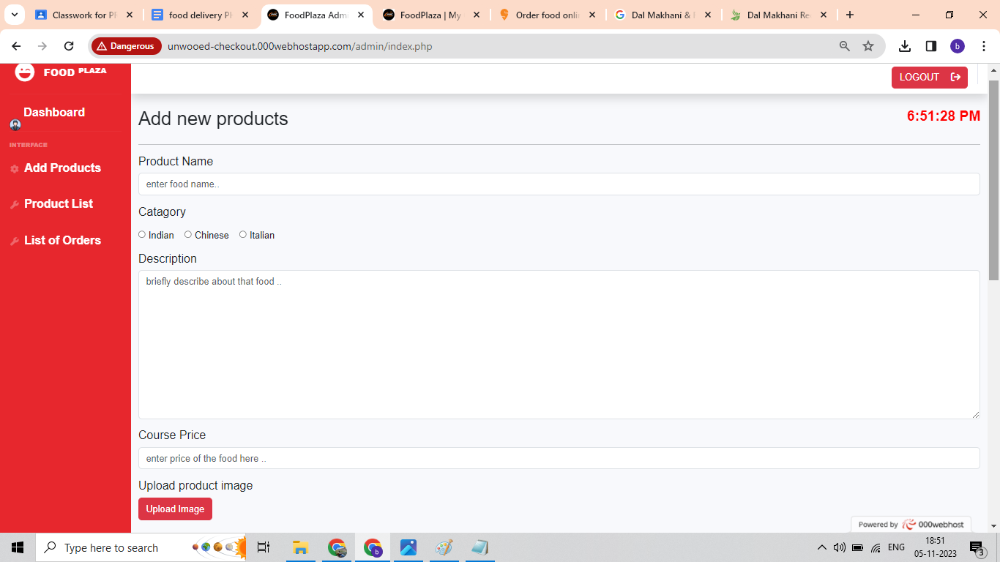 Classwork for PF
food delivery PH
FoodPlaza Adm
FoodPlaza | My
Order food onli
Dal Makhani &
Dal Makhani Re
Dangerous
unwooed-checkout.000webhostapp.com/admin/index.php
b
FOOD PLAZA
LOGOUT
Dashboard
Add new products
6:51:28 PM
INTERFACE
Add Products
Product List
List of Orders
Product Name
enter food name..
Catagory
Indian Chinese Italian
Description
briefly describe about that food ..
Course Price
enter price of the food here ..
Upload product image
Upload Image
Powered by 000webhost
Type here to search
b
ENG
18:51
05-11-2023
3